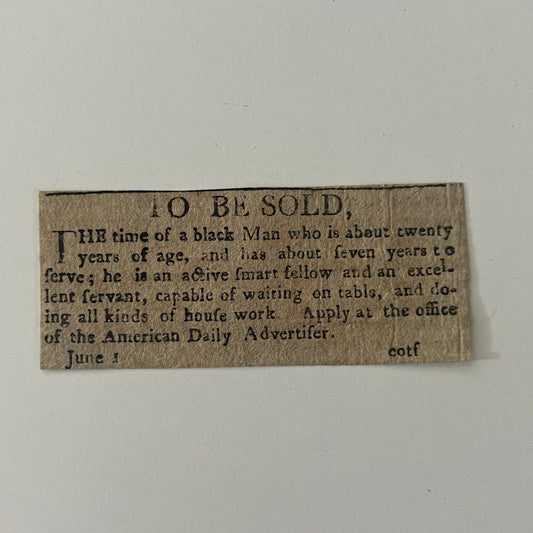 TO BE SOLD,
THE time of a black Man who is about twenty
years of age, and has about ſeven years to
ſerve; he is an active ſmart fellow and an excel-
lent ſervant, capable of waiting on table, and do-
ing all kinds of houſe work. Apply at the office
of the American Daily Advertiſer.
June 1 eotf